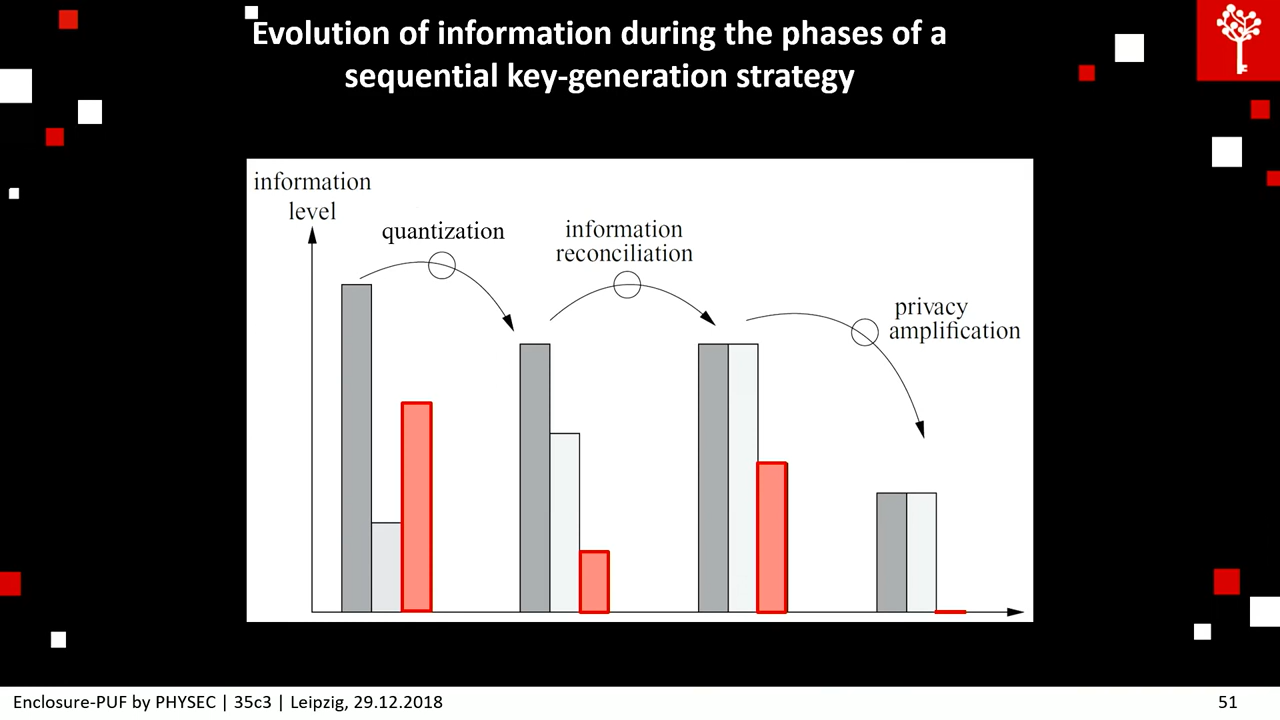 Evolution of information during the phases of a
sequential key-generation strategy
information
level
quantization
information
reconciliation
privacy
amplification
Enclosure-PUF by PHYSEC | 35c3 | Leipzig, 29.12.2018
51